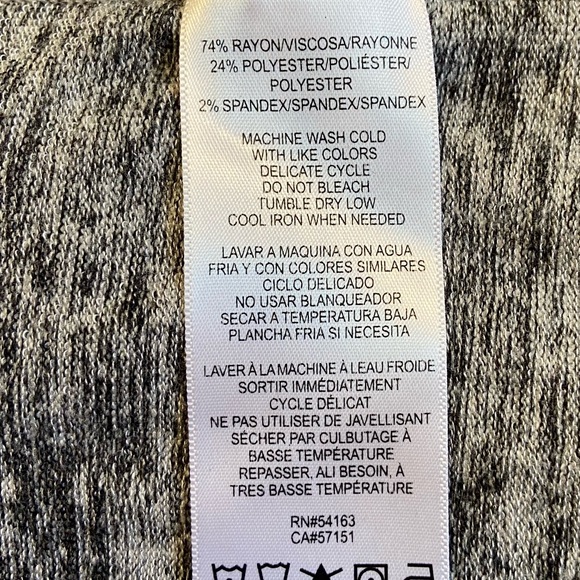 74% RAYON/VISCOSA/RAYONNE
24% POLYESTER/POLIÉSTER/
POLYESTER
2% SPANDEX/SPANDEX/SPANDEX
MACHINE WASH COLD
WITH LIKE COLORS
DELICATE CYCLE
DO NOT BLEACH
TUMBLE DRY LOW
COOL IRON WHEN NEEDED
LAVAR A MAQUINA CON AGUA
FRIA Y CON COLORES SIMILARES
CICLO DELICADO
NO USAR BLANQUEADOR
SECAR A TEMPERATURA BAJA
PLANCHA FRIA SI NECESITA
LAVER À LA MACHINE À LEAU FROIDE
SORTIR IMMÉDIATEMENT
CYCLE DÉLICAT
NE PAS UTILISER DE JAVELLISANT
SÉCHER PAR CULBUTAGE À
BASSE TEMPÉRATURE
REPASSER, ALI BESOIN, À
TRES BASSE TEMPÉRATURE
RN#54163
CA#57151